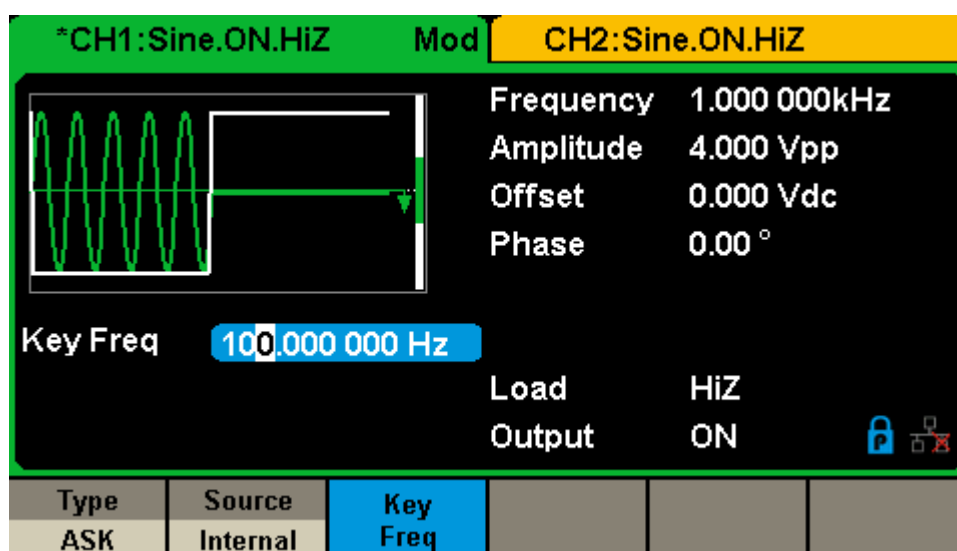 *CH1:Sine.ON.HiZ Mod CH2:Sine.ON.HiZ
Frequency 1.000 000kHz
Amplitude 4.000 Vpp
Offset 0.000 Vdc
Phase 0.00 °
Key Freq 100.000 000 Hz
Load HiZ
Output ON P
Type Source Key
ASK Internal Freq